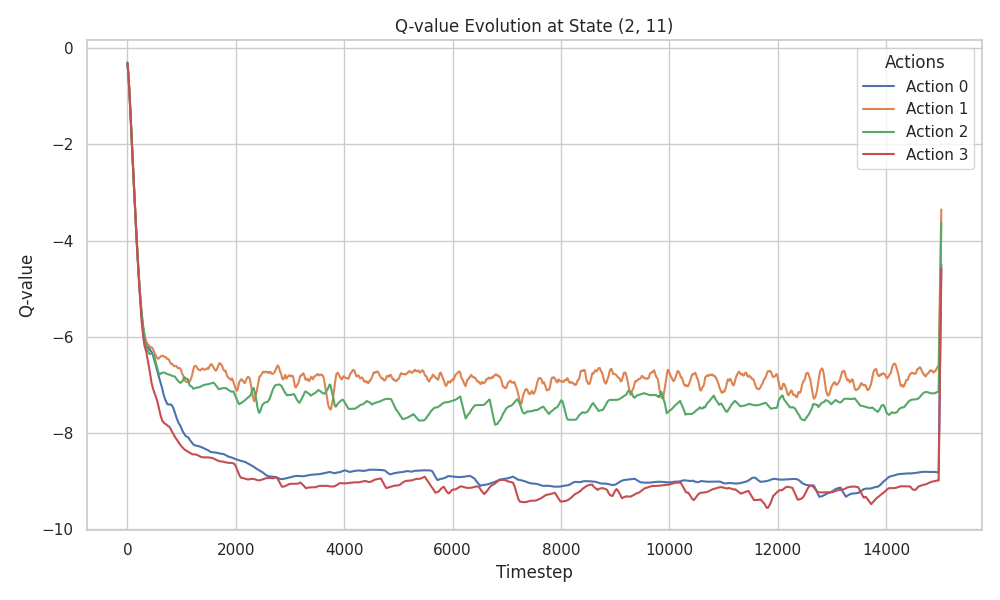 Q-value Evolution at State (2, 11)
Actions
Action 0
Action 1
Action 2
Action 3
Q-value
0
−2
−4
−6
−8
−10
0 2000 4000 6000 8000 10000 12000 14000
Timestep